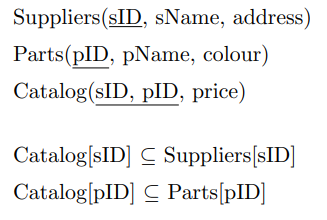 Suppliers(sID, sName, address)
Parts(pID, pName, colour)
Catalog(sID, pID, price)
Catalog[sID] ⊆ Suppliers[sID]
Catalog[pID] ⊆ Parts[pID]